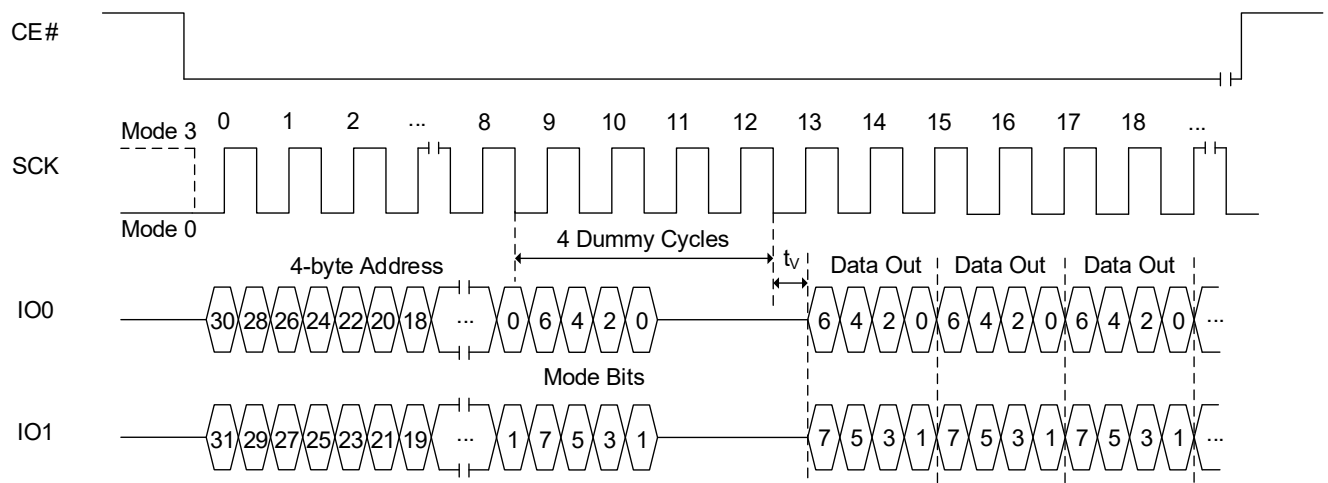 CE#
Mode 3 0 1 2 ... 8 9 10 11 12 13 14 15 16 17 18 ...
SCK
Mode 0
4 Dummy Cycles
4-byte Address tV Data Out Data Out Data Out
IO0 30 28 26 24 22 20 18 ... 0 6 4 2 0 6 4 2 0 6 4 2 0 6 4 2 0 ...
Mode Bits
IO1 31 29 27 25 23 21 19 ... 1 7 5 3 1 7 5 3 1 7 5 3 1 7 5 3 1 ...